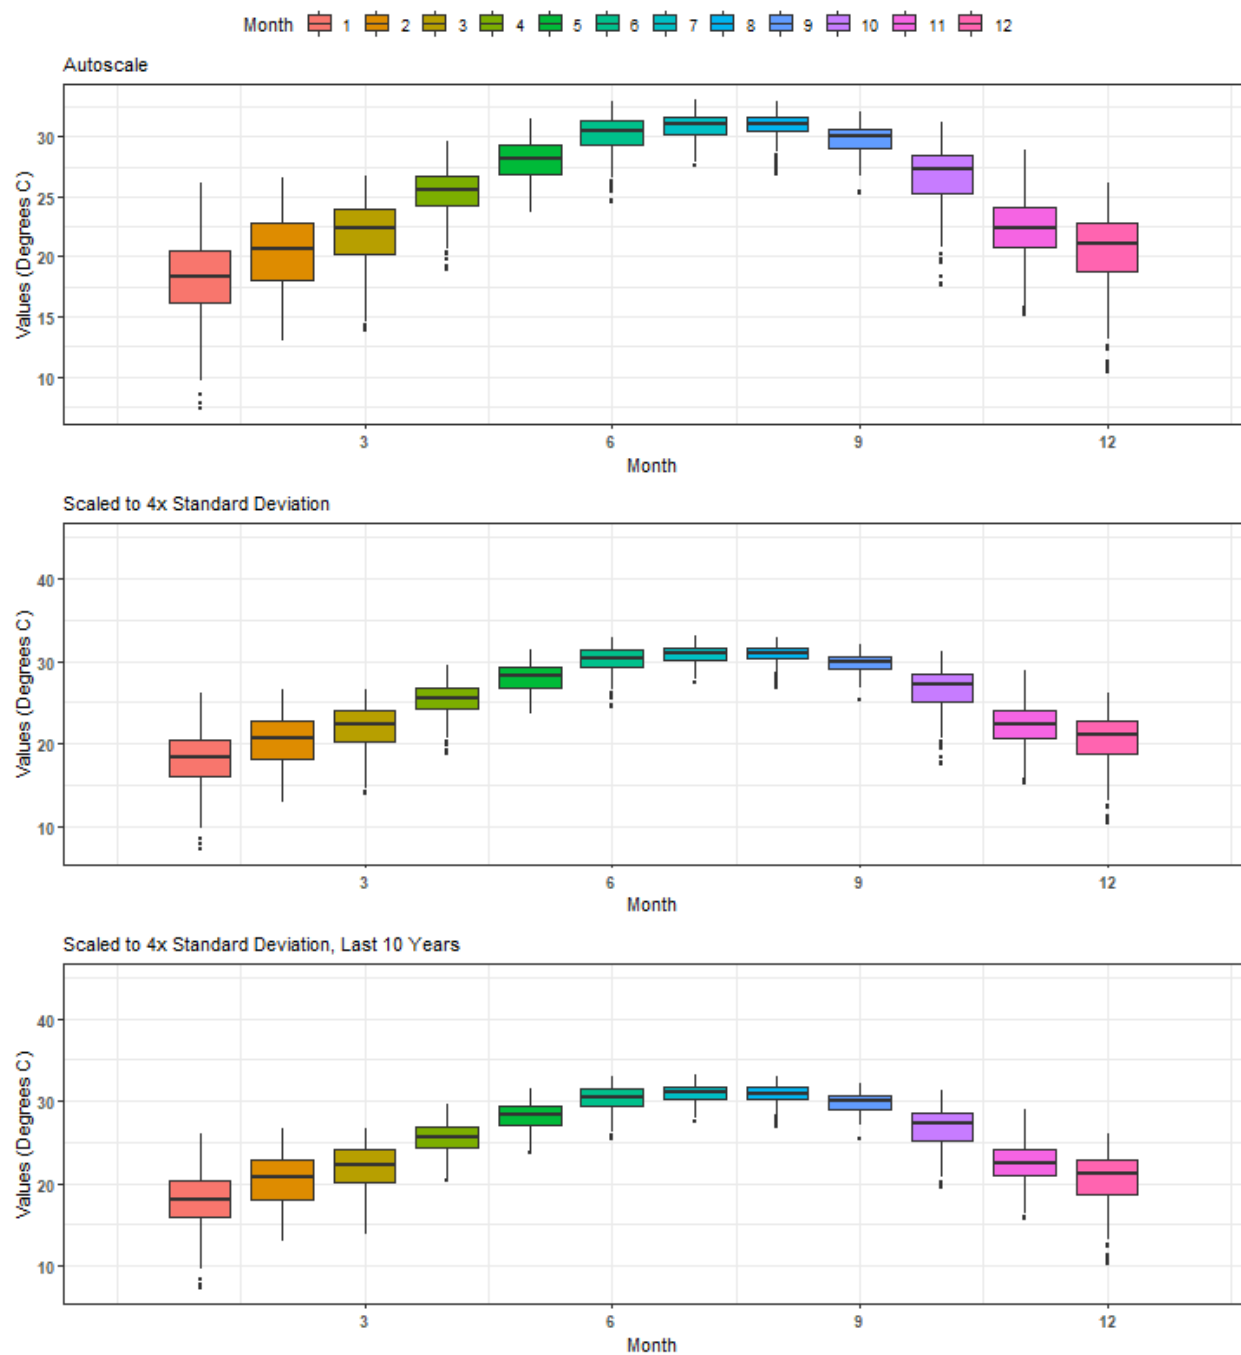 Month 1 2 3 4 5 6 7 8 9 10 11 12
Autoscale
Values (Degrees C)
30
25
20
15
10
3 6 9 12
Month
Scaled to 4x Standard Deviation
Values (Degrees C)
40
30
20
10
3 6 9 12
Month
Scaled to 4x Standard Deviation, Last 10 Years
Values (Degrees C)
40
30
20
10
3 6 9 12
Month